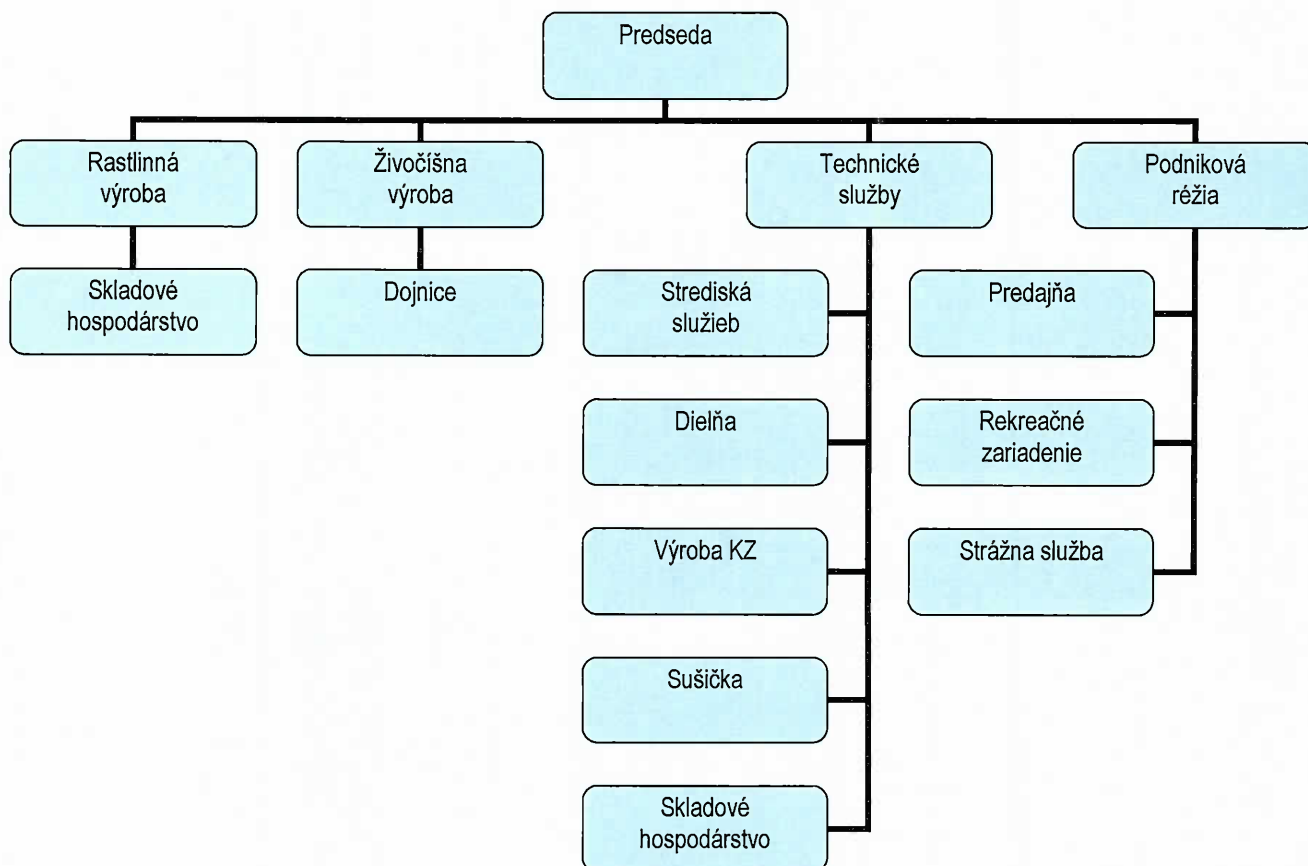 Predseda
Rastlinná
výroba
Živočíšna
výroba
Technické
služby
Podniková
réžia
Skladové
hospodárstvo
Dojnice
Strediská
služieb
Predajňa
Dielňa
Rekreačné
zariadenie
Výroba KZ
Strážna služba
Sušička
Skladové
hospodárstvo